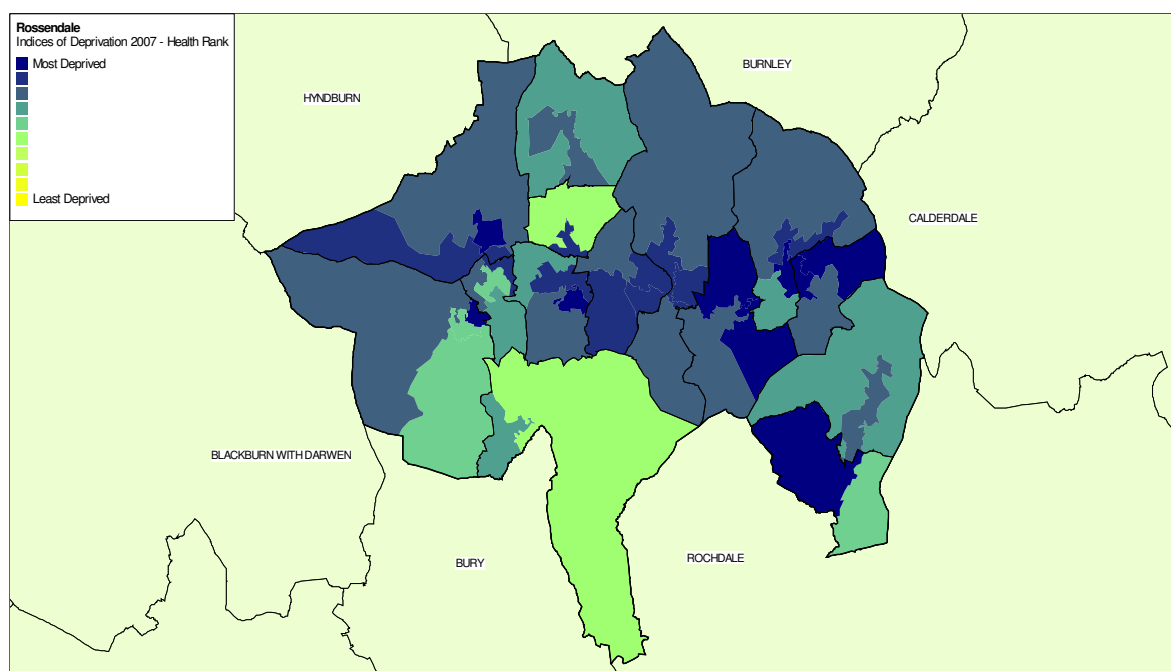 Rossendale
Indices of Deprivation 2007 - Health Rank
Most Deprived
Least Deprived
BURNLEY
HYNDBURN
CALDERDALE
BLACKBURN WITH DARWEN
BURY
ROCHDALE